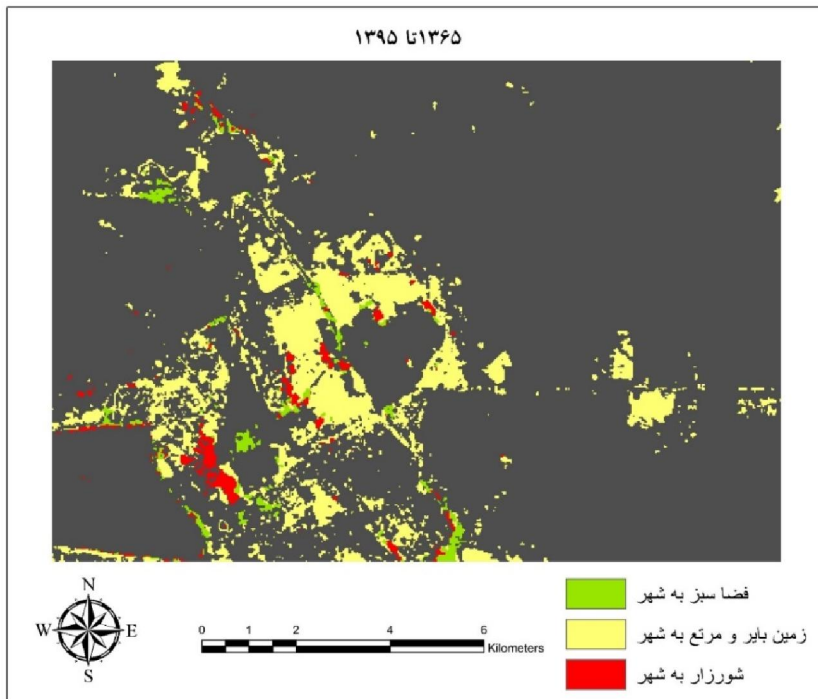 ۱۳۶۵تا ۱۳۹۵
فضا سبز به شهر
زمین بایر و مرتع به شهر
شورزار به شهر
N
W E
S
0 1 2 4 6
Kilometers